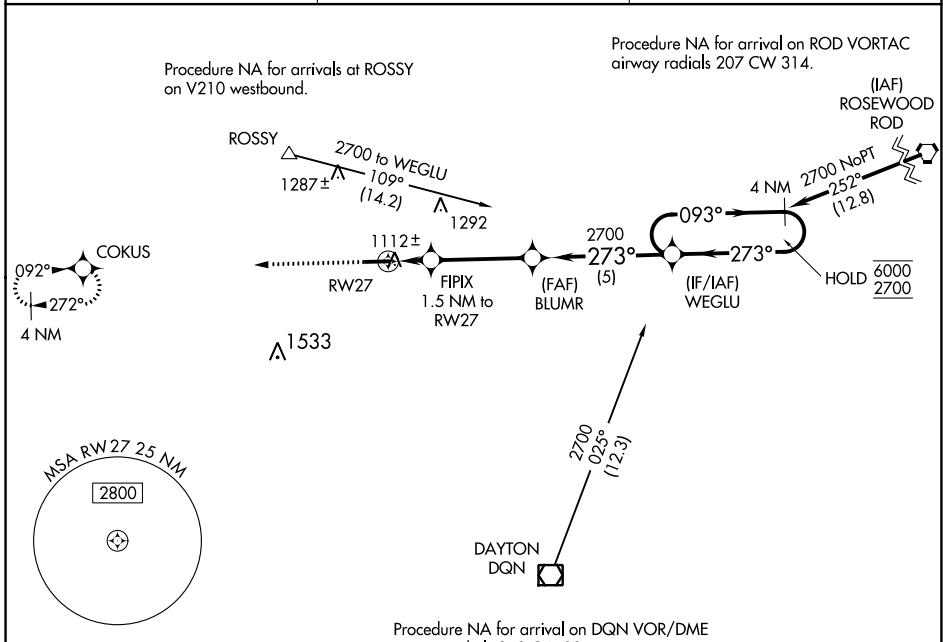 Procedure NA for arrivals at ROSSY
on V210 westbound.
Procedure NA for arrival on ROD VORTAC
airway radials 207 CW 314.
(IAF)
ROSEWOOD
ROD
ROSSY
2700 to WEGLU
109°
(14.2)
1287±
1292
2700 NoPT
252°
(12.8)
4 NM
093°
273°
HOLD
6000
2700
1112±
RW27
FIPIX
1.5 NM to
RW27
2700
273°
(5)
(FAF)
BLUMR
(IF/IAF)
WEGLU
COKUS
092°
272°
4 NM
1533
MSA RW27 25 NM
2800
2700
025°
(12.3)
DAYTON
DQN
Procedure NA for arrival on DQN VOR/DME